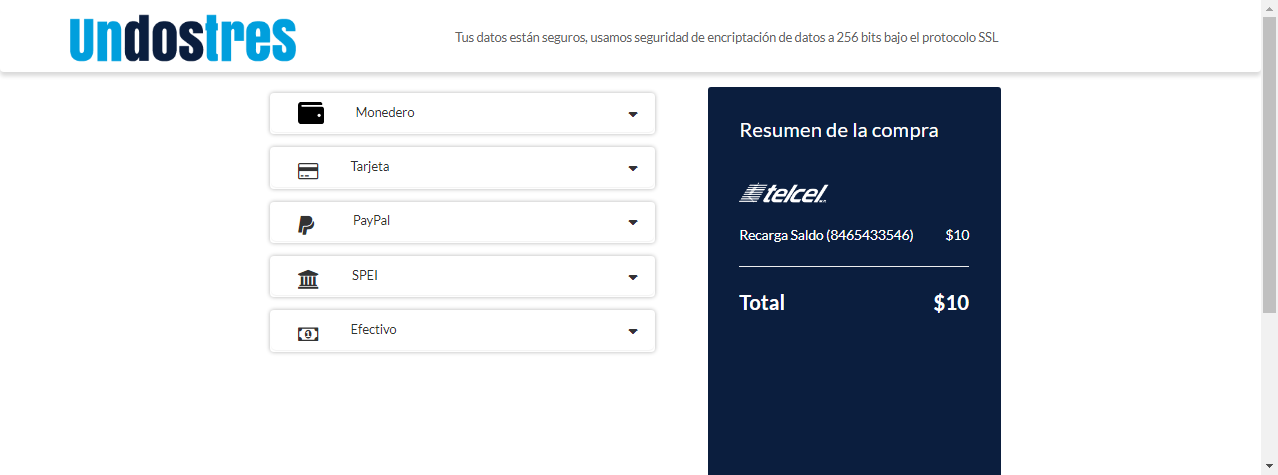 Undostres
Tus datos están seguros, usamos seguridad de encriptación de datos a 256 bits bajo el protocolo SSL
Monedero
Tarjeta
PayPal
SPEI
Efectivo
Resumen de la compra
telcel
Recarga Saldo (8465433546) $10
Total $10